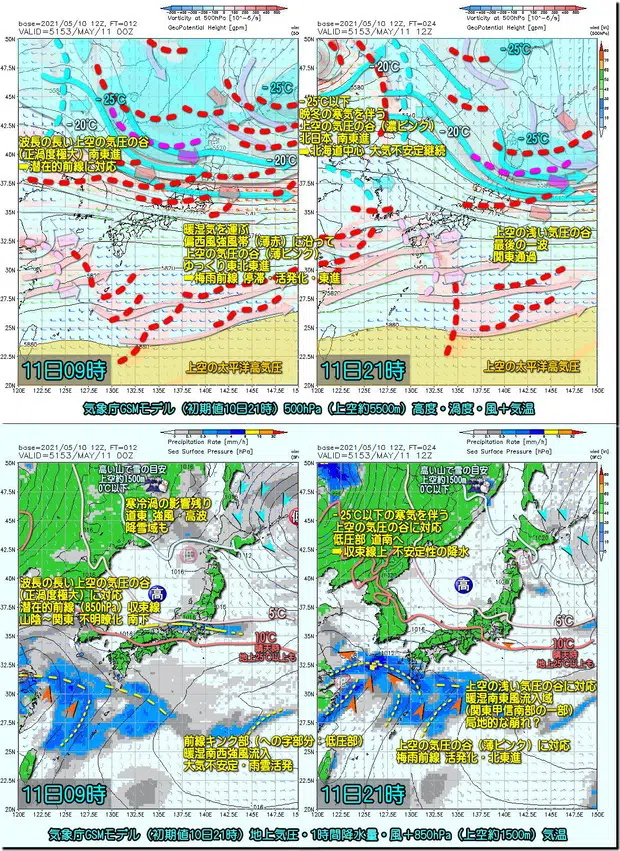 base=2021/05/10 12Z, FT=012
VALID=5153/MAY/11 00Z
Vorticity at 500hPa [10^-6/s]
GeoPotential Height [gpm]
-25℃
-20℃
波長の長い上空の気圧の谷
(正渦度極大) 南東進
➡潜在的前線に対応
暖湿気を運ぶ
偏西風強風帯 (薄赤) に沿って
上空の気圧の谷 (薄ピンク)
ゆっくり東北東進
➡梅雨前線 停滞・活発化・東進
11日09時
上空の太平洋高気圧
base=2021/05/10 12Z, FT=024
VALID=5153/MAY/11 12Z
Vorticity at 500hPa [10^-6/s]
GeoPotential Height [gpm]
-20℃
-25℃以下
晩冬の寒気を伴う
上空の気圧の谷 (濃ピンク)
北日本 南東進
➡北海道中心 大気不安定継続
-20℃
-25℃
上空の浅い気圧の谷
最後の一波
関東通過
11日21時
上空の太平洋高気圧
気象庁GSMモデル (初期値10日21時) 500hPa (上空約5500m) 高度・渦度・風+気温
base=2021/05/10 12Z, FT=012
VALID=5153/MAY/11 00Z
Precipitation Rate [mm/h]
Sea Surface Pressure [hPa]
高い山で雪の目安
上空約1500m
0℃以下
寒冷渦の影響残り
道東 強風・高波
降雪域も
波長の長い上空の気圧の谷
(正渦度極大) に対応
潜在的前線 (850hPa) 収束線
山陰~関東 不明瞭化 南下
高
5℃
10℃
晴天時
地上25℃以上も
前線キンク部 (への字部分:低圧部)
暖湿南西強風流入
大気不安定・雨雲活発
11日09時
base=2021/05/10 12Z, FT=024
VALID=5153/MAY/11 12Z
Precipitation Rate [mm/h]
Sea Surface Pressure [hPa]
高い山で雪の目安
上空約1500m
0℃以下
-25℃以下の寒気を伴う
上空の気圧の谷に対応
低圧部 道南へ
➡収束線上 不安定性の降水
高
5℃
10℃
晴天時
地上25℃以上も
上空の浅い気圧の谷に対応
暖湿南東風流入域
(関東甲信南部の一部)
局地的な崩れ?
上空の気圧の谷 (薄ピンク) に対応
梅雨前線 活発化・北東進
11日21時
気象庁GSMモデル (初期値10日21時) 地上気圧・1時間降水量・風+850hPa (上空約1500m) 気温